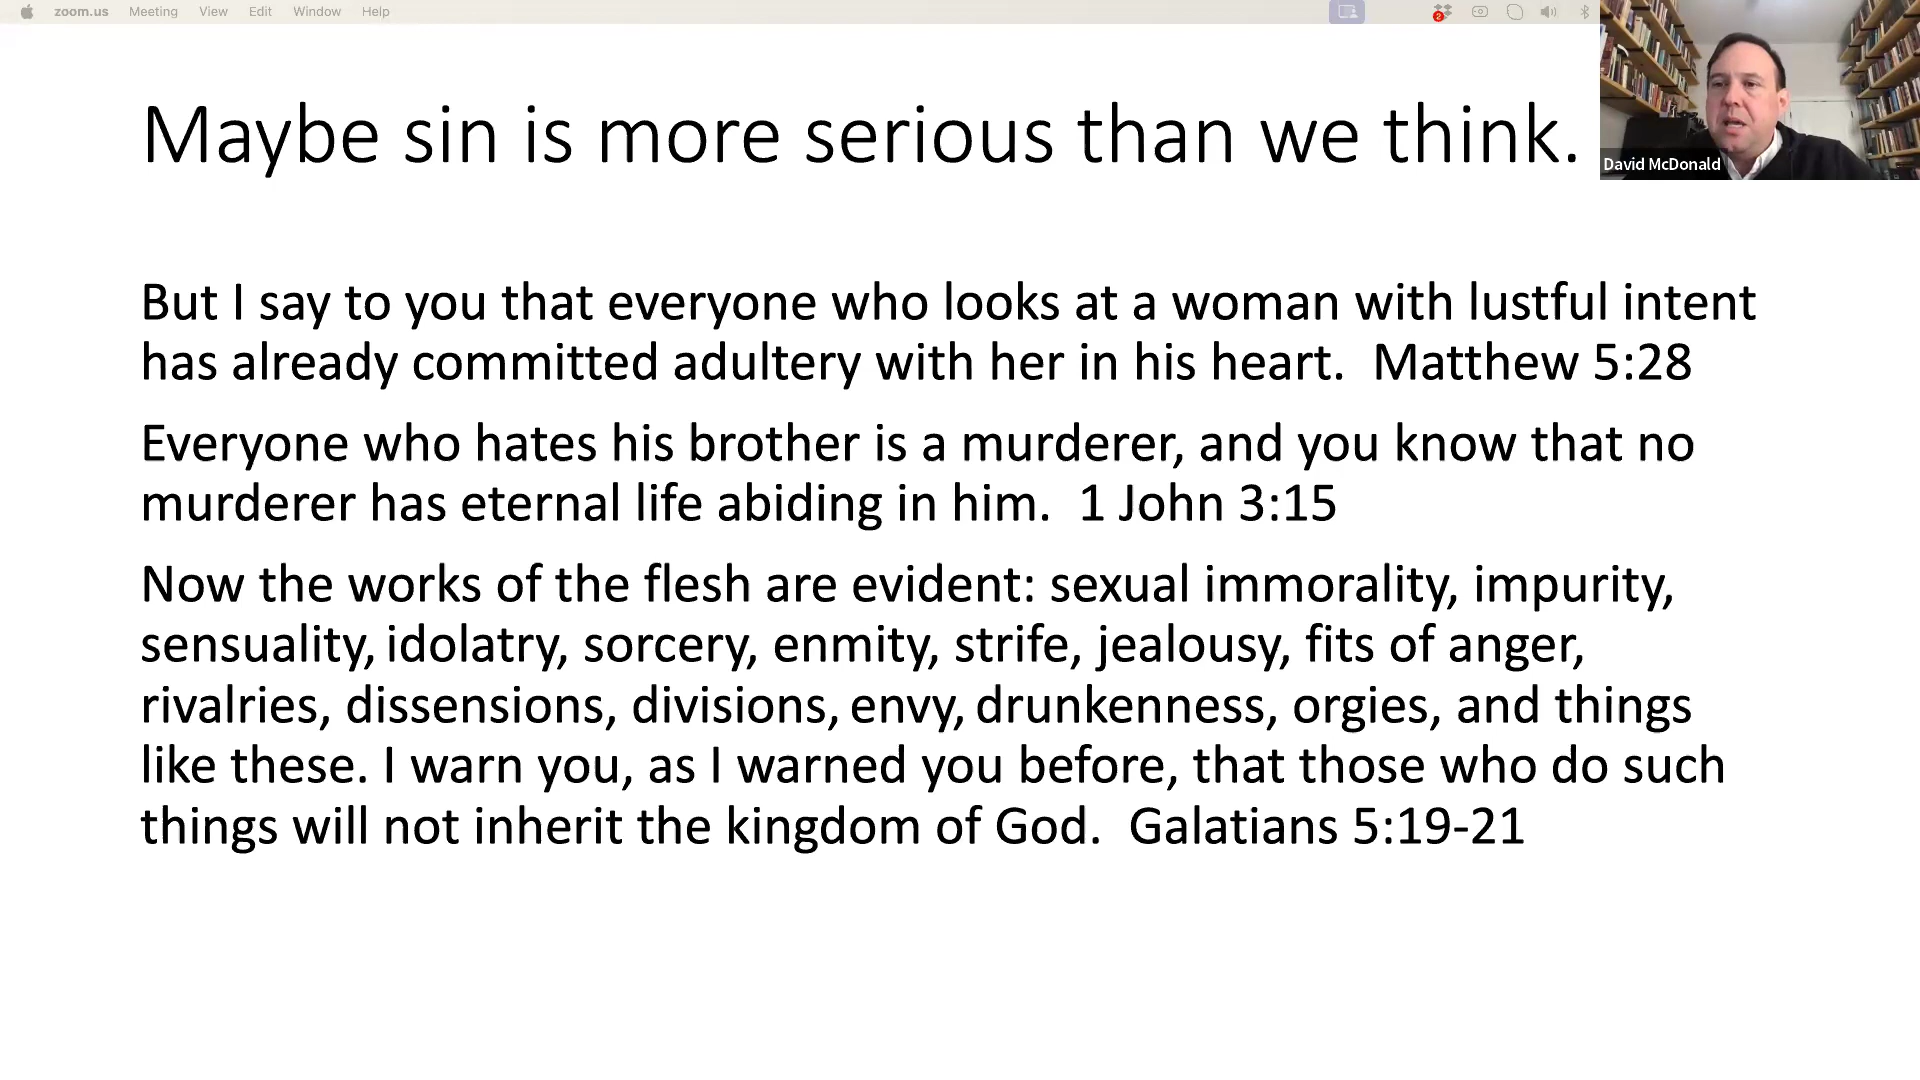 zoom.us Meeting View Edit Window Help
2
Maybe sin is more serious than we think.
David McDonald
But I say to you that everyone who looks at a woman with lustful intent
has already committed adultery with her in his heart.  Matthew 5:28
Everyone who hates his brother is a murderer, and you know that no
murderer has eternal life abiding in him.  1 John 3:15
Now the works of the flesh are evident: sexual immorality, impurity,
sensuality, idolatry, sorcery, enmity, strife, jealousy, fits of anger,
rivalries, dissensions, divisions, envy, drunkenness, orgies, and things
like these. I warn you, as I warned you before, that those who do such
things will not inherit the kingdom of God.  Galatians 5:19-21